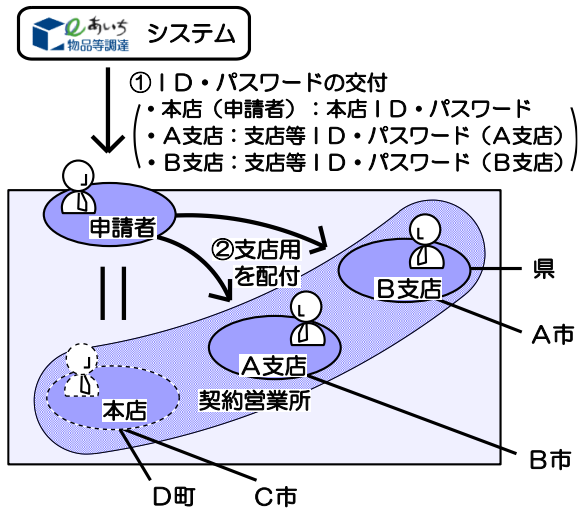 eあいち
物品等調達
システム
①ＩＤ・パスワードの交付
・本店（申請者）：本店ＩＤ・パスワード
・Ａ支店：支店等ＩＤ・パスワード（Ａ支店）
・Ｂ支店：支店等ＩＤ・パスワード（Ｂ支店）
申請者
②支店用
を配付
Ｂ支店
県
Ａ市
Ａ支店
契約営業所
本店
Ｂ市
Ｄ町
Ｃ市